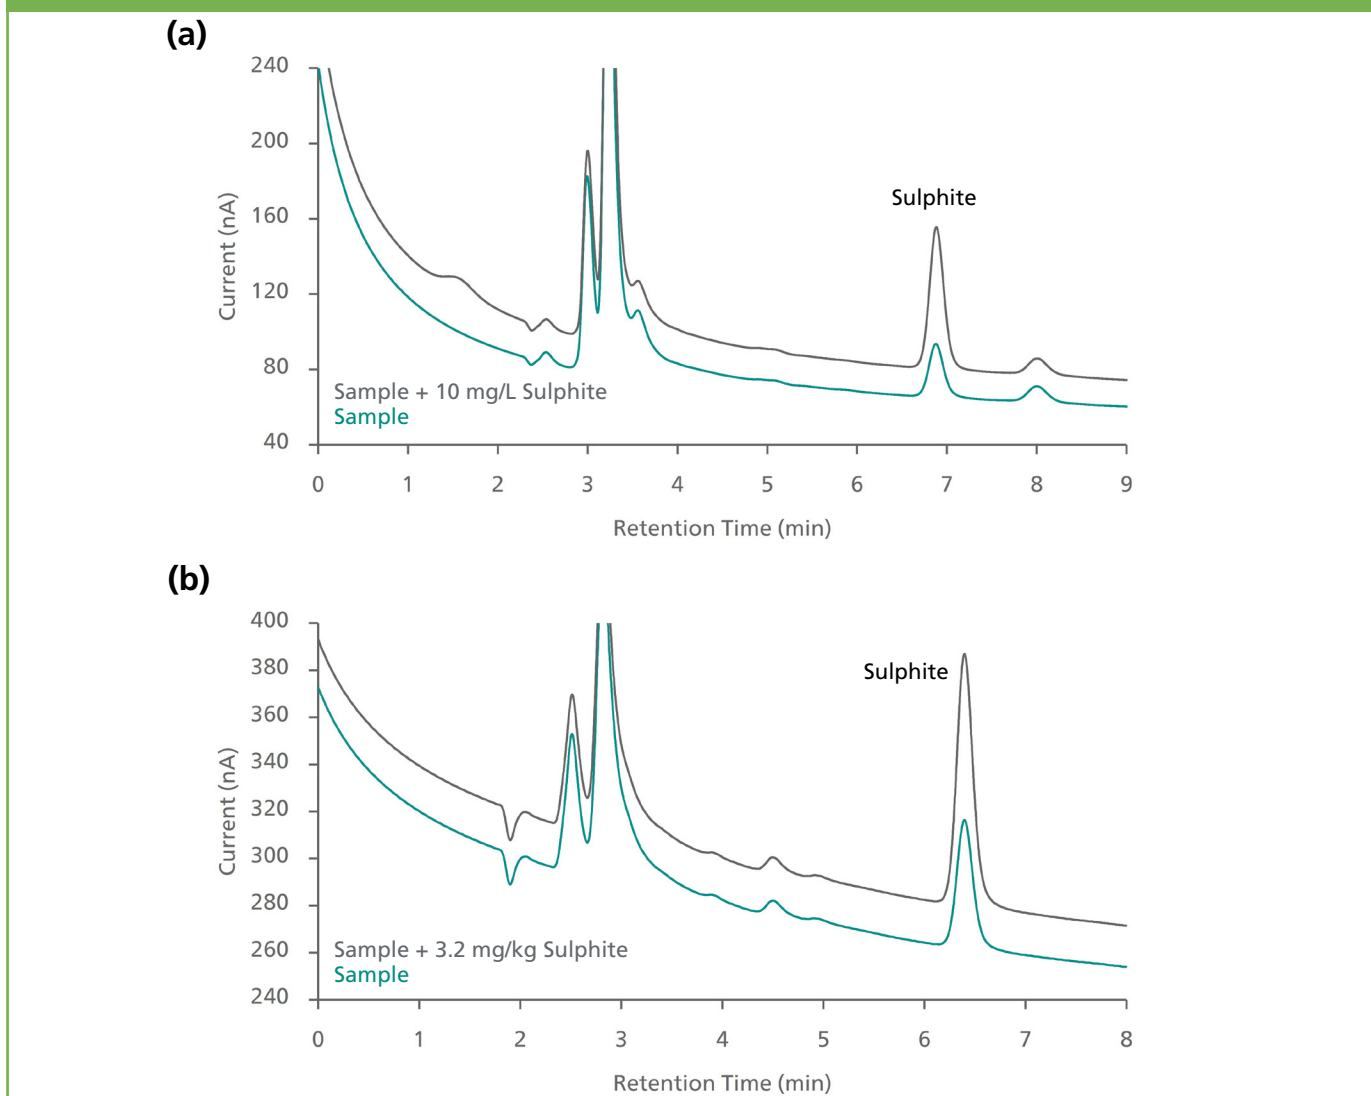 (a)
240
200
160
120
80
40
Current (nA)
Sulphite
Sample + 10 mg/L Sulphite
Sample
0 1 2 3 4 5 6 7 8 9
Retention Time (min)
(b)
400
380
360
340
320
300
280
260
240
Current (nA)
Sulphite
Sample + 3.2 mg/kg Sulphite
Sample
0 1 2 3 4 5 6 7 8
Retention Time (min)